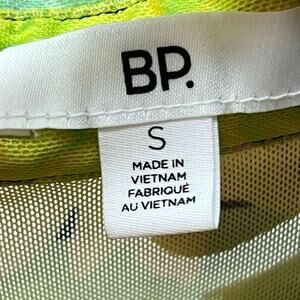 BP.
S
MADE IN
VIETNAM
FABRIQUÉ
AU VIETNAM